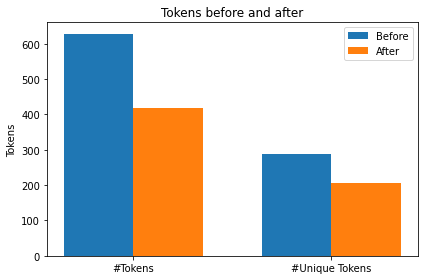 Tokens before and after
Before
After
Tokens
600
500
400
300
200
100
0
#Tokens
#Unique Tokens